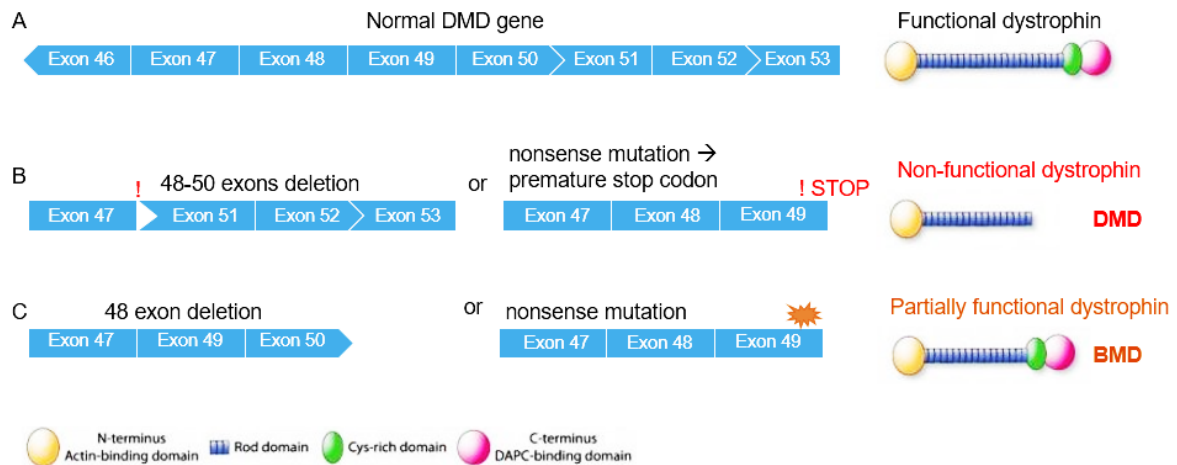 A
Normal DMD gene
Functional dystrophin
Exon 46 Exon 47 Exon 48 Exon 49 Exon 50 Exon 51 Exon 52 Exon 53
B
! 48-50 exons deletion
or
nonsense mutation →
premature stop codon
! STOP
Non-functional dystrophin
Exon 47 Exon 51 Exon 52 Exon 53
Exon 47 Exon 48 Exon 49
DMD
C
48 exon deletion
or
nonsense mutation
Partially functional dystrophin
Exon 47 Exon 49 Exon 50
Exon 47 Exon 48 Exon 49
BMD
N-terminus
Actin-binding domain
Rod domain
Cys-rich domain
C-terminus
DAPC-binding domain